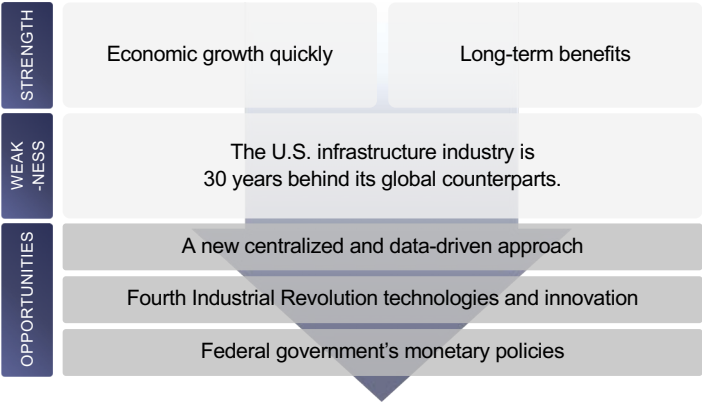 STRENGTH
Economic growth quickly
Long-term benefits
WEAK
-NESS
The U.S. infrastructure industry is
30 years behind its global counterparts.
OPPORTUNITIES
A new centralized and data-driven approach
Fourth Industrial Revolution technologies and innovation
Federal government’s monetary policies